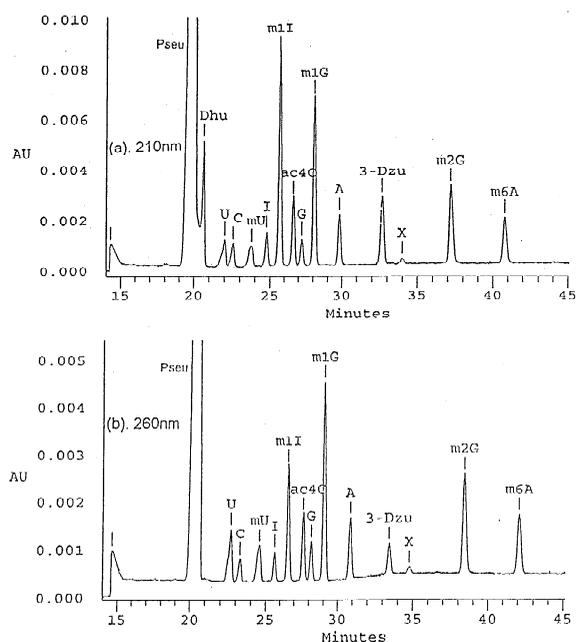 0.010
m1I
Pseu
m1G
0.008
0.006
Dhu
AU
(a). 210nm
0.004
ac4C
A
3-Dzu
m2G
m6A
0.002
U C mU I
G
X
0.000
15 20 25 30 35 40 45
Minutes
0.005
Pseu
m1G
0.004
(b). 260nm
0.003
m1I
m2G
AU
0.002
U
ac4C
A
m6A
C mU I
G
3-Dzu
X
0.001
0.000
15 20 25 30 35 40 45
Minutes